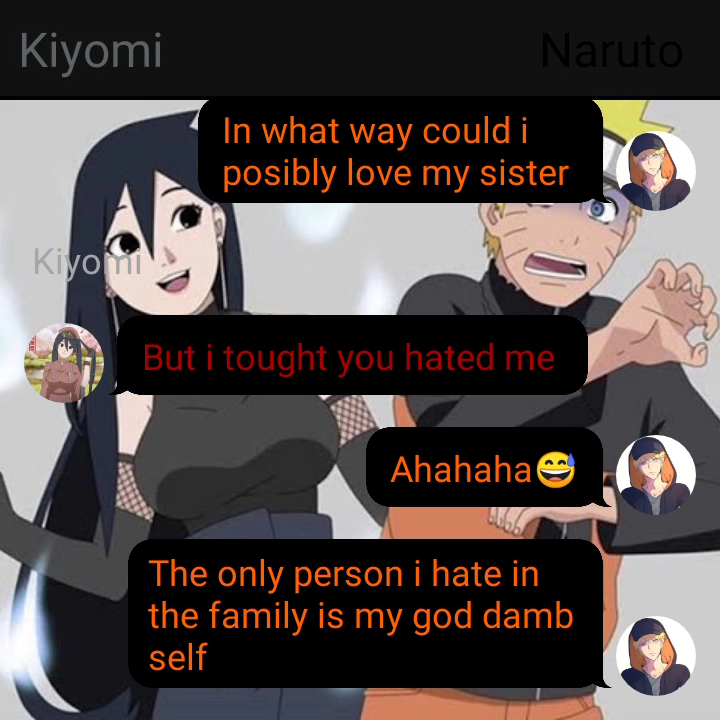 Kiyomi
Naruto
In what way could i
posibly love my sister
Kiyomi
But i tought you hated me
Ahahaha😅
The only person i hate in
the family is my god damb
self